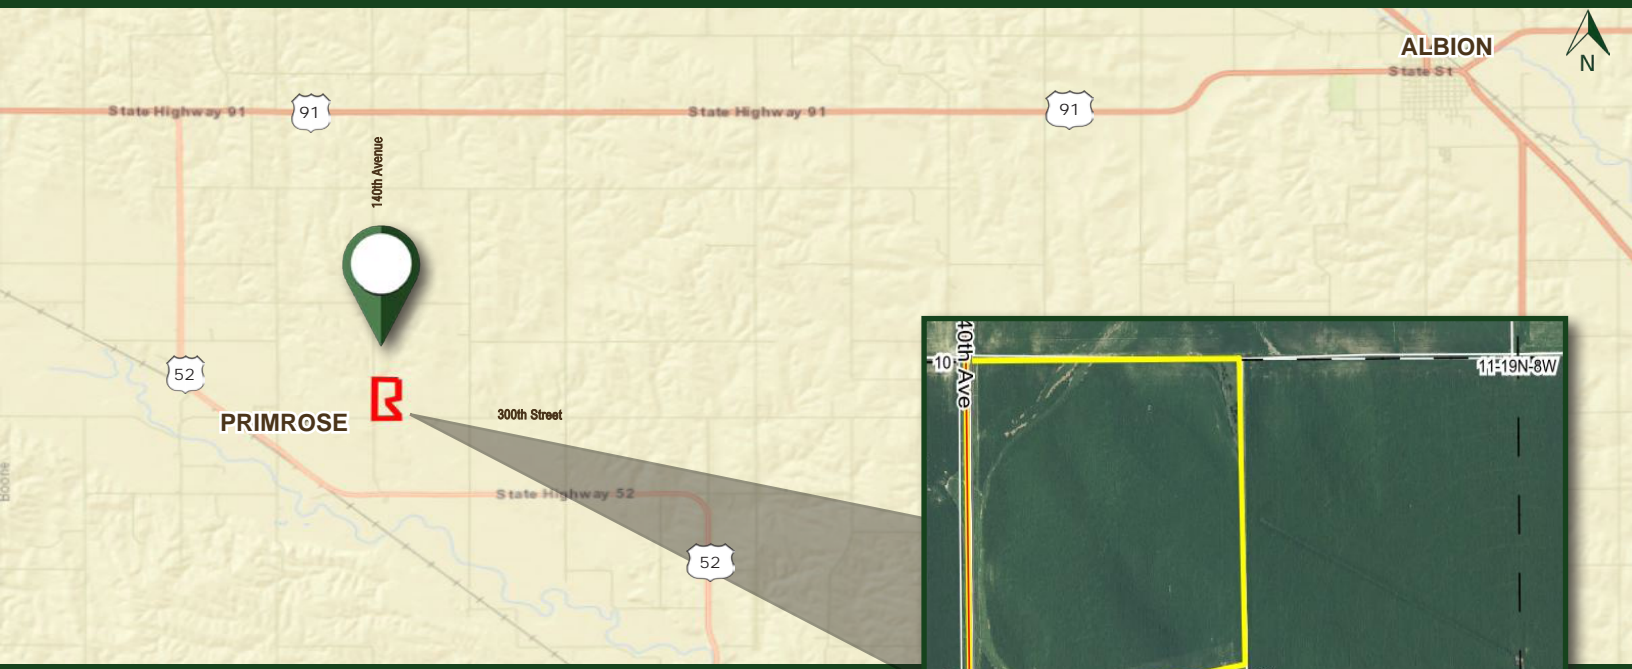 ALBION
N
State St
State Highway 91
91
State Highway 91
91
140th Avenue
52
PRIMROSE
300th Street
Boone
State Highway 52
52
40th Ave
10
11-19N-8W